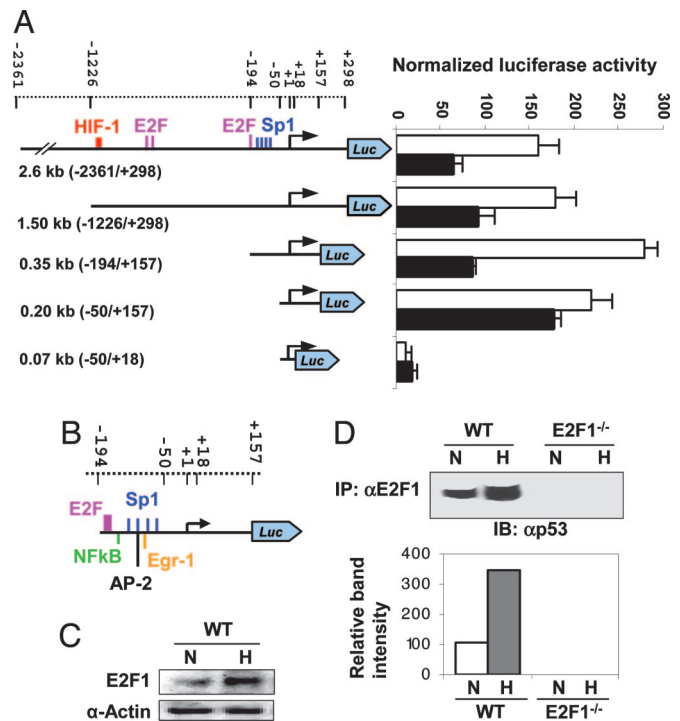 A
-2361
-1226
-194
-50
+1
+18
+157
+298
Normalized luciferase activity
0 50 100 150 200 250 300
HIF-1 E2F E2F Sp1
Luc
2.6 kb (-2361/+298)
Luc
1.50 kb (-1226/+298)
Luc
0.35 kb (-194/+157)
Luc
0.20 kb (-50/+157)
Luc
0.07 kb (-50/+18)
B
-194
-50
+1
+18
+157
E2F Sp1
Luc
NFkB Egr-1
AP-2
C
WT
N H
E2F1
α-Actin
D
WT E2F1-/-
N H N H
IP: αE2F1
IB: αp53
Relative band intensity
400
300
200
100
0
N H N H
WT E2F1-/-